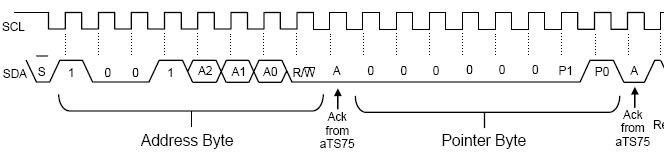 SCL
SDA S 1 0 0 1 A2 A1 A0 R/W A 0 0 0 0 0 0 P1 P0 A
Address Byte
Ack
from
aTS75
Pointer Byte
Ack
from
aTS75
Re